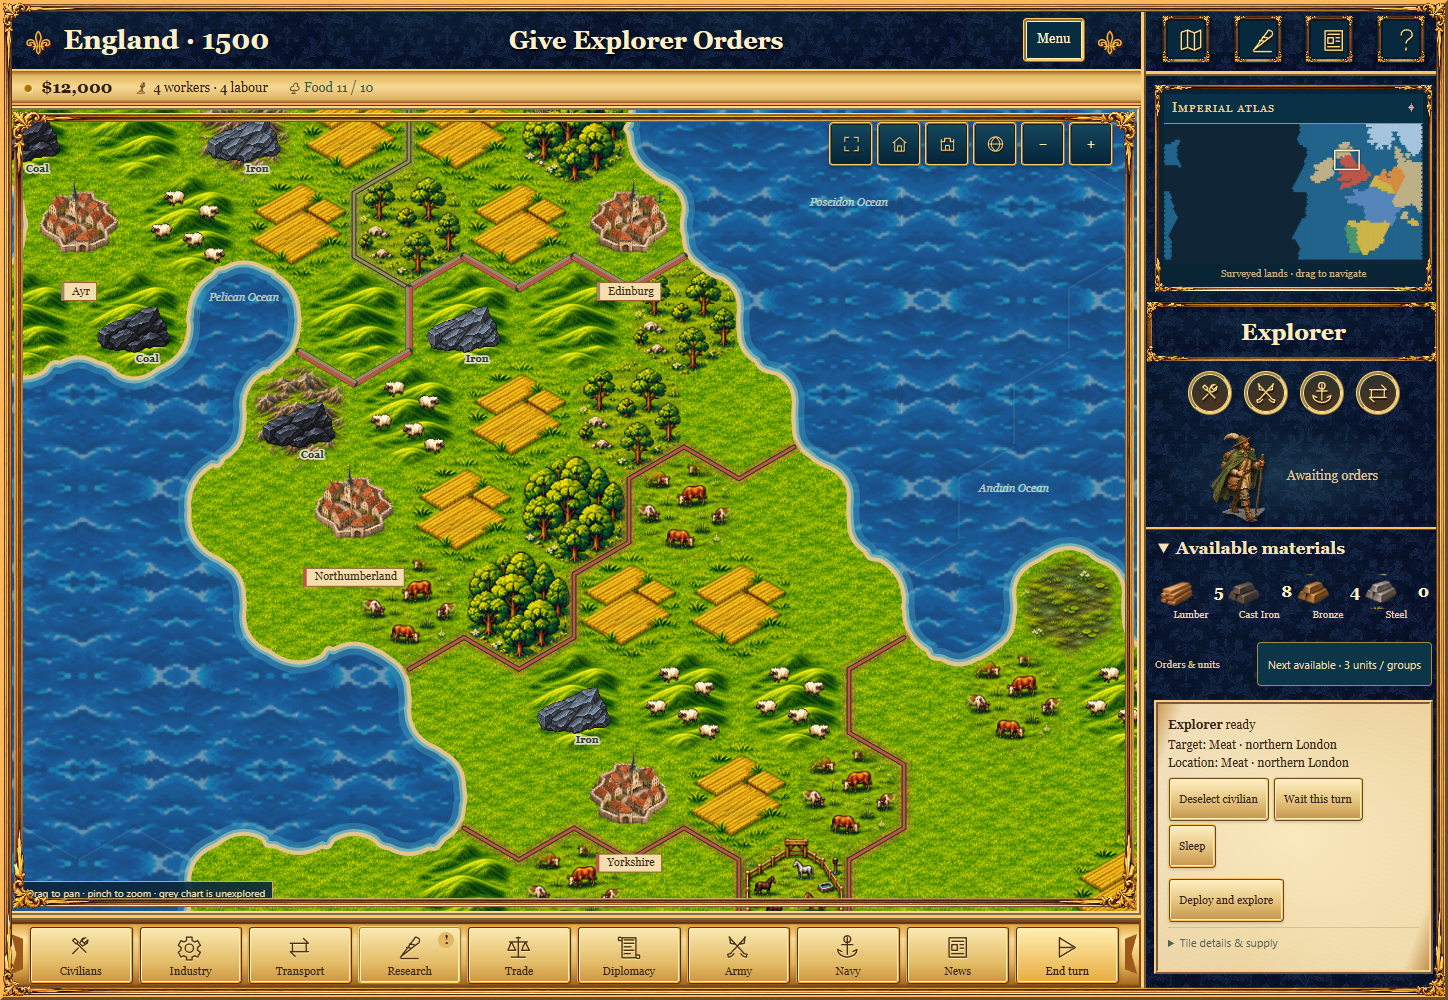 England · 1500
Give Explorer Orders
Menu
$12,000
4 workers · 4 labour
Food 11 / 10
IMPERIAL ATLAS
Surveyed lands · drag to navigate
Coal
Iron
Poseidon Ocean
Ayr
Pelican Ocean
Edinburg
Coal
Iron
Coal
Anduin Ocean
Northumberland
Iron
Yorkshire
Drag to pan · pinch to zoom · grey chart is unexplored
Explorer
Awaiting orders
▼ Available materials
5 8 4 0
Lumber Cast Iron Bronze Steel
Orders & units
Next available · 3 units / groups
Explorer ready
Target: Meat · northern London
Location: Meat · northern London
Deselect civilian
Wait this turn
Sleep
Deploy and explore
▶ Tile details & supply
Civilians
Industry
Transport
Research
!
Trade
Diplomacy
Army
Navy
News
End turn